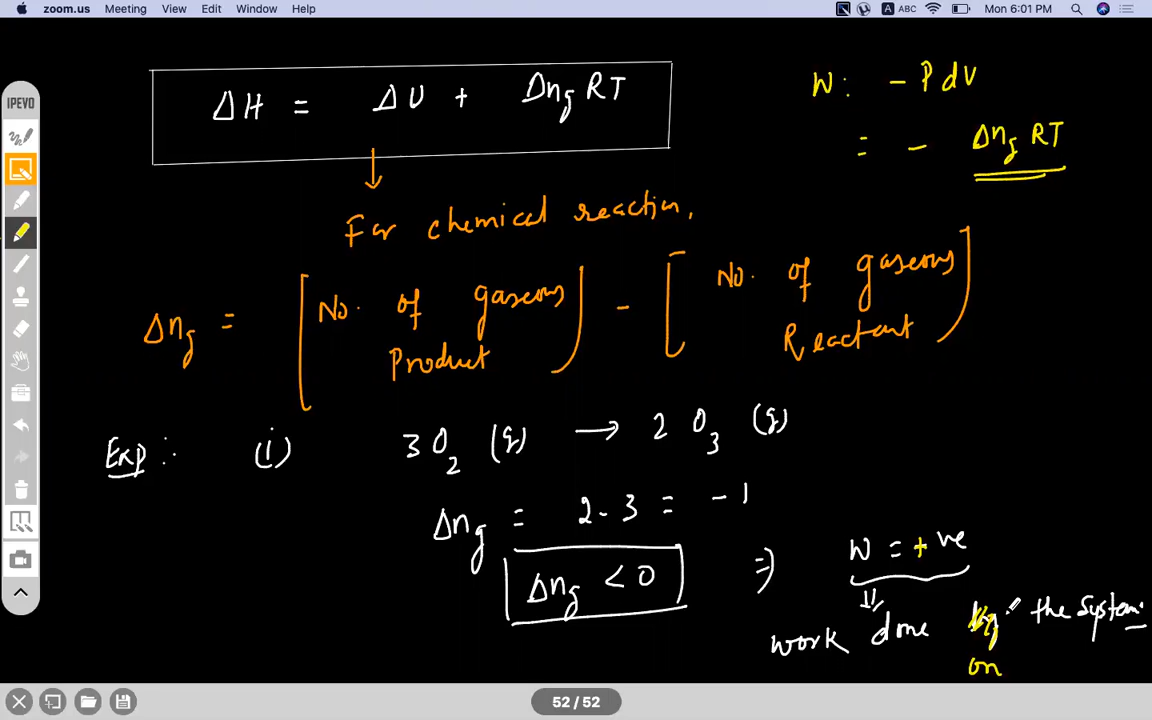 zoom.us Meeting View Edit Window Help
A ABC Mon 6:01 PM
IPEVO
ΔH = ΔU + Δng RT
W: - PdV
= - Δng RT
For chemical reaction,
Δng = [No. of gaseous Product] - [No. of gaseous Reactant]
Exp: (i) 3O2 (g) → 2O3 (g)
Δng = 2-3 = -1
Δng < 0 ⇒ W = +ve
⇓
work done by the system.
on
52 / 52